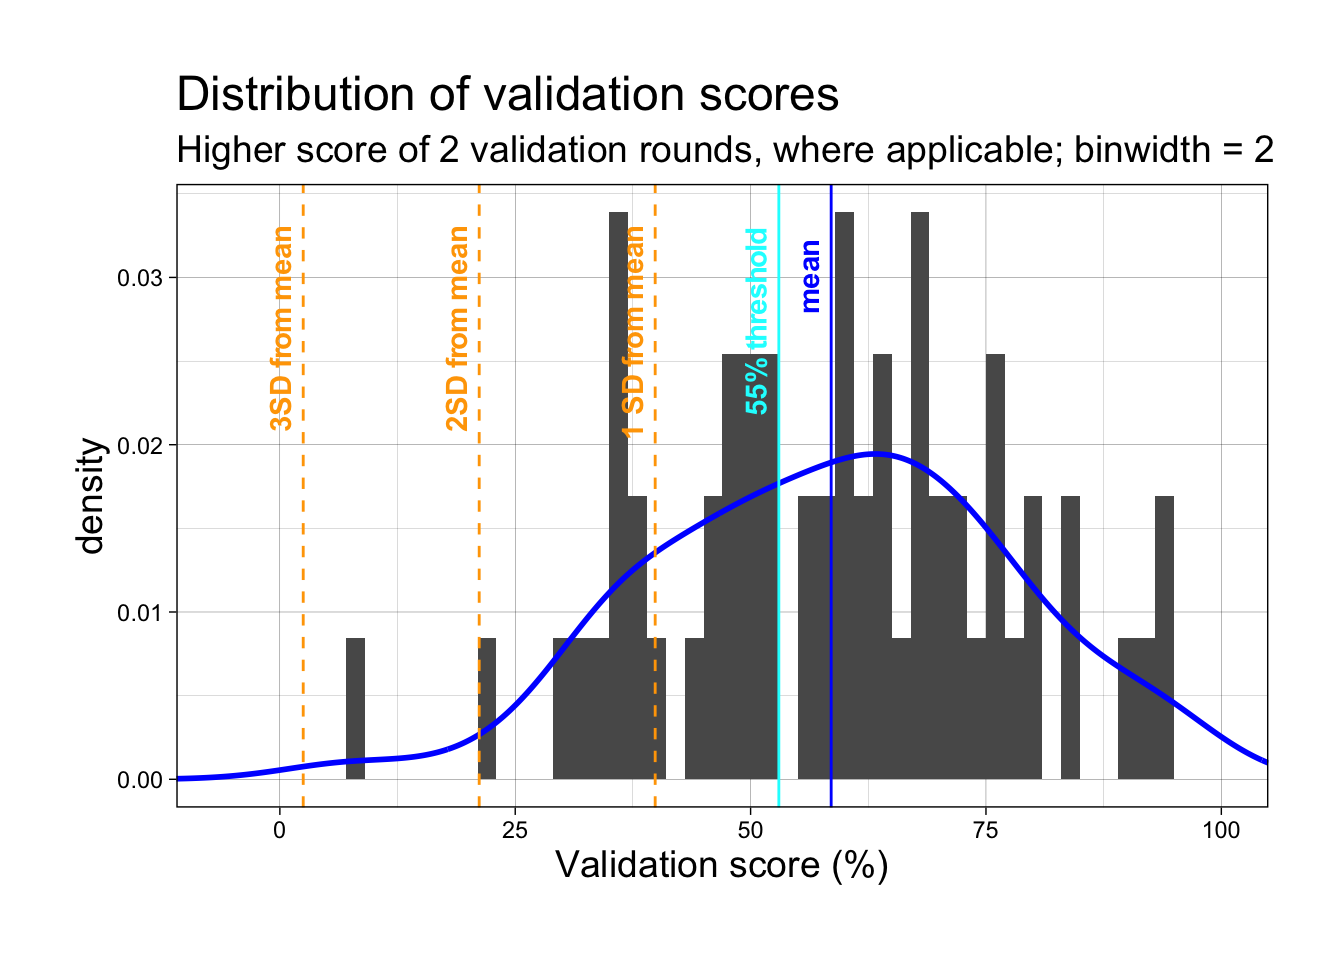 Distribution of validation scores
Higher score of 2 validation rounds, where applicable; binwidth = 2
3SD from mean
2SD from mean
1 SD from mean
55% threshold
mean
density
0.03
0.02
0.01
0.00
0
25
50
75
100
Validation score (%)